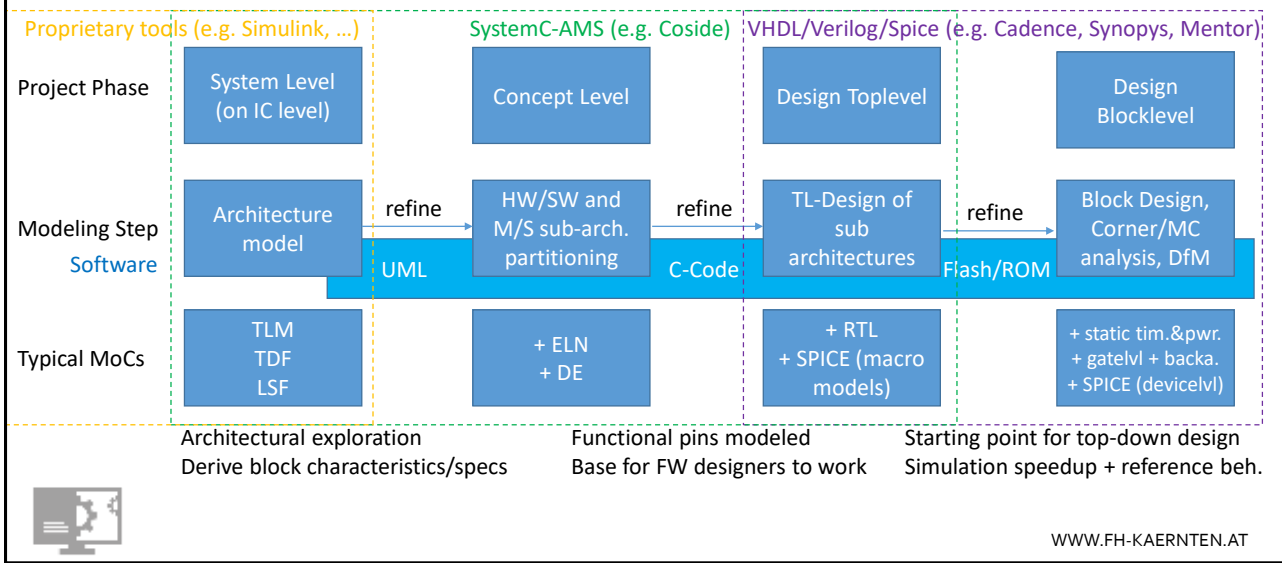 Proprietary tools (e.g. Simulink, ...)
SystemC-AMS (e.g. Coside)
VHDL/Verilog/Spice (e.g. Cadence, Synopys, Mentor)
Project Phase
System Level
(on IC level)
Concept Level
Design Toplevel
Design
Blocklevel
Modeling Step
Software
Architecture
model
refine
HW/SW and
M/S sub-arch.
partitioning
refine
TL-Design of
sub
architectures
refine
Block Design,
Corner/MC
analysis, DfM
UML
C-Code
Flash/ROM
Typical MoCs
TLM
TDF
LSF
+ ELN
+ DE
+ RTL
+ SPICE (macro
models)
+ static tim.&pwr.
+ gatelvl + backa.
+ SPICE (devicelvl)
Architectural exploration
Derive block characteristics/specs
Functional pins modeled
Base for FW designers to work
Starting point for top-down design
Simulation speedup + reference beh.
WWW.FH-KAERNTEN.AT